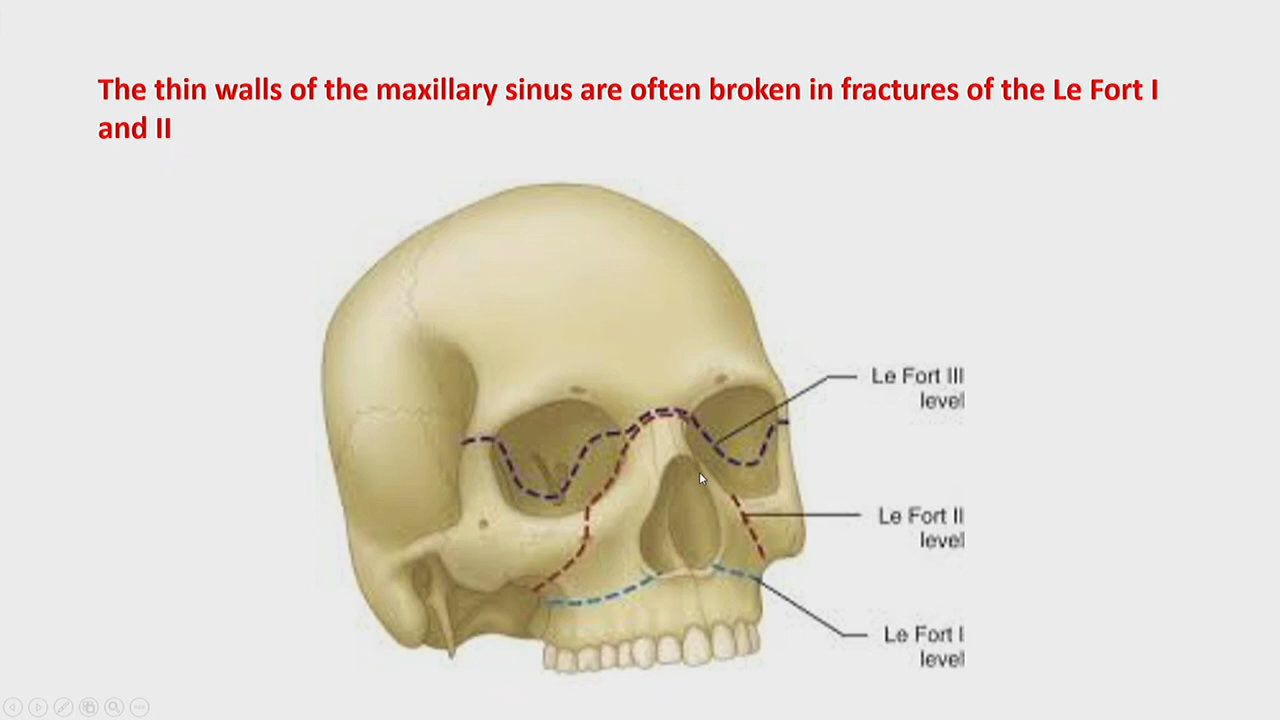 The thin walls of the maxillary sinus are often broken in fractures of the Le Fort I
and II
Le Fort III
level
Le Fort II
level
Le Fort I
level